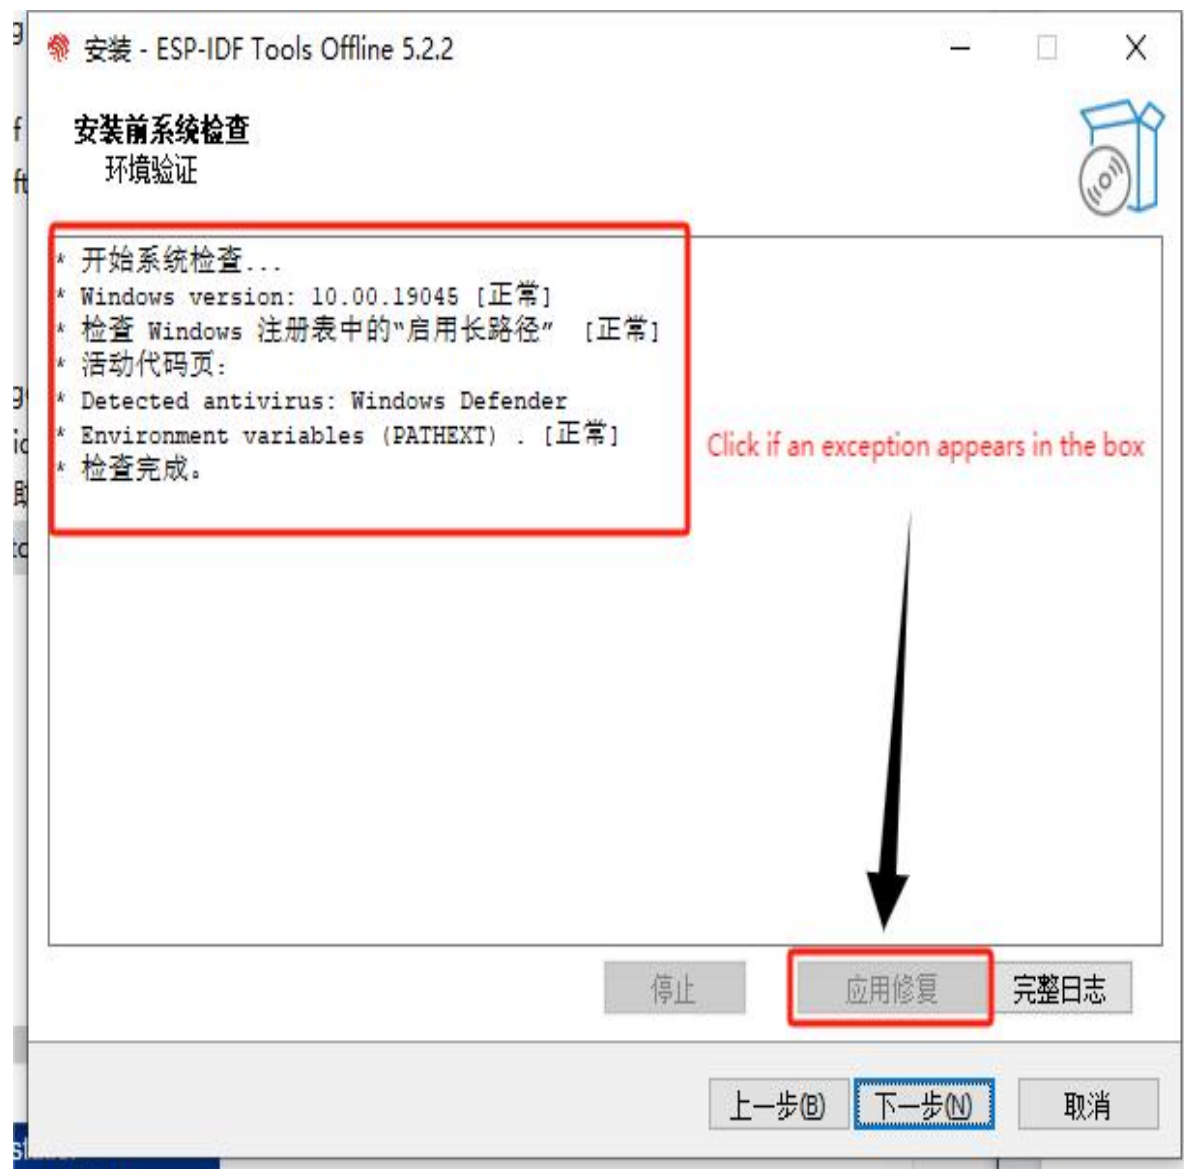 安装 - ESP-IDF Tools Offline 5.2.2
安装前系统检查
环境验证
* 开始系统检查...
* Windows version: 10.00.19045 [正常]
* 检查 Windows 注册表中的“启用长路径” [正常]
* 活动代码页:
* Detected antivirus: Windows Defender
* Environment variables (PATHEXT) . [正常]
* 检查完成。
Click if an exception appears in the box
停止
应用修复
完整日志
上一步(B)
下一步(N)
取消